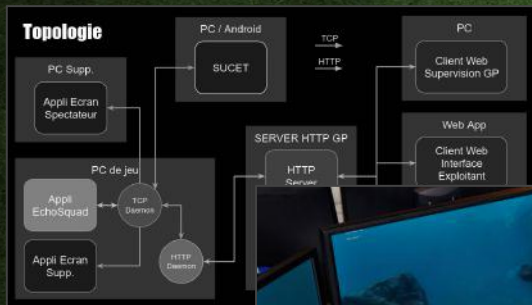 Topologie
PC / Android
SUCET
TCP
HTTP
PC
Client Web
Supervision GP
PC Supp.
Appli Ecran
Spectateur
Web App
Client Web
Interface
Exploitant
SERVER HTTP GP
HTTP
Server
PC de jeu
Appli
EchoSquad
TCP
Daemon
Appli Ecran
Supp.
HTTP
Daemon